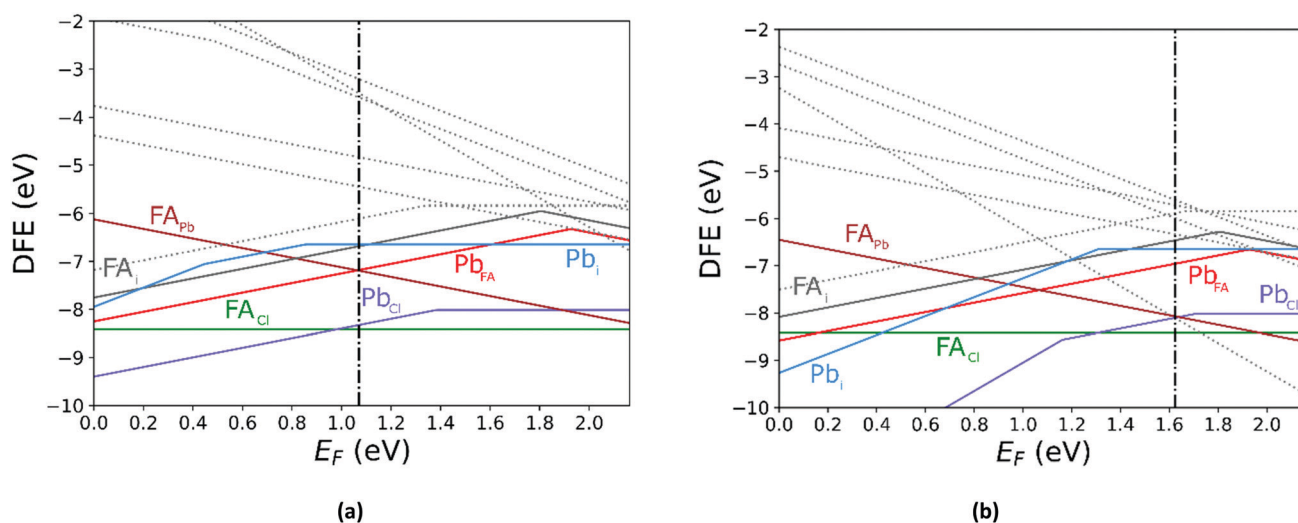 −2
−3
−4
−5
−6
−7
−8
−9
−10
DFE (eV)
FA_Pb
FA_i
FA_Cl
Pb_Cl
Pb_FA
Pb_i
0.0 0.2 0.4 0.6 0.8 1.0 1.2 1.4 1.6 1.8 2.0
E_F (eV)
(a)
−2
−3
−4
−5
−6
−7
−8
−9
−10
DFE (eV)
FA_Pb
FA_i
Pb_FA
Pb_Cl
FA_Cl
Pb_i
0.0 0.2 0.4 0.6 0.8 1.0 1.2 1.4 1.6 1.8 2.0
E_F (eV)
(b)